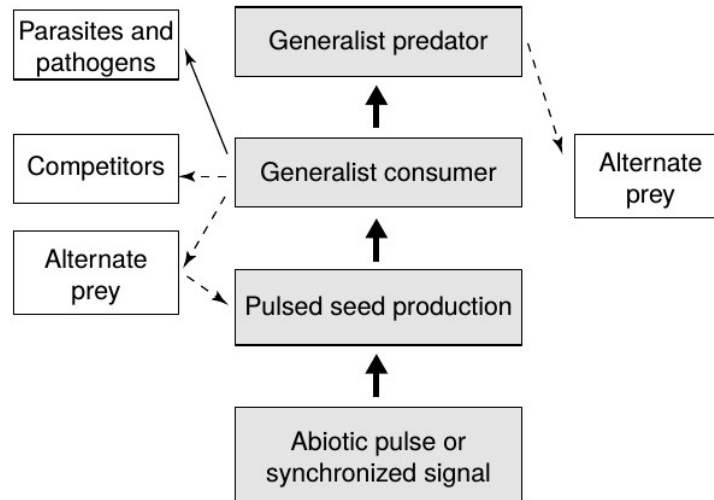 Parasites and
pathogens
Generalist predator
Competitors
Generalist consumer
Alternate
prey
Alternate
prey
Pulsed seed production
Abiotic pulse or
synchronized signal